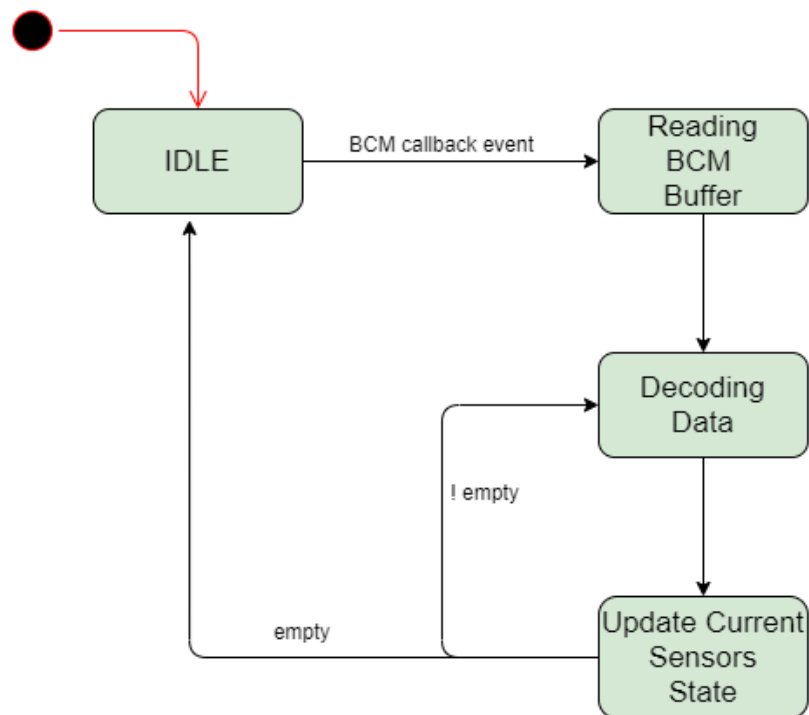 IDLE
BCM callback event
Reading
BCM
Buffer
Decoding
Data
! empty
empty
Update Current
Sensors
State